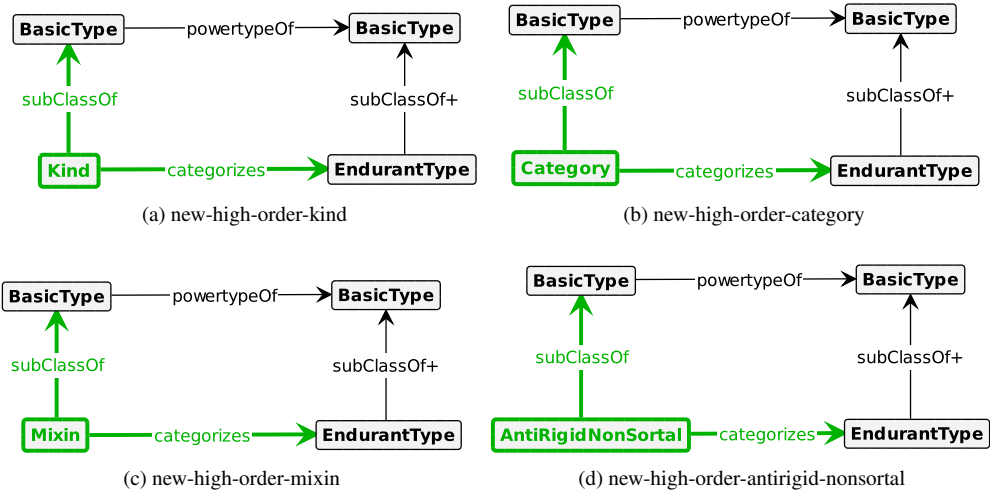 BasicType powertypeOf BasicType
subClassOf subClassOf+
Kind categorizes EndurantType
(a) new-high-order-kind
BasicType powertypeOf BasicType
subClassOf subClassOf+
Category categorizes EndurantType
(b) new-high-order-category
BasicType powertypeOf BasicType
subClassOf subClassOf+
Mixin categorizes EndurantType
(c) new-high-order-mixin
BasicType powertypeOf BasicType
subClassOf subClassOf+
AntiRigidNonSortal categorizes EndurantType
(d) new-high-order-antirigid-nonsortal